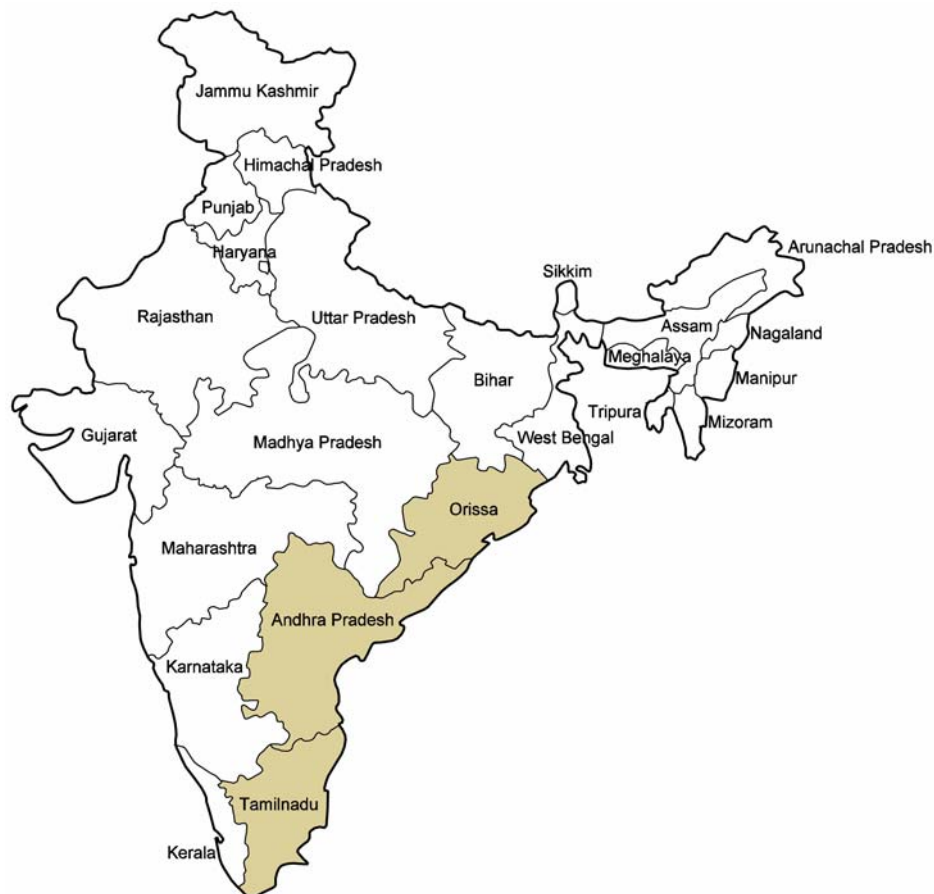 Jammu Kashmir
Himachal Pradesh
Punjab
Haryana
Arunachal Pradesh
Sikkim
Rajasthan
Uttar Pradesh
Assam
Nagaland
Meghalaya
Bihar
Manipur
Tripura
Mizoram
Gujarat
Madhya Pradesh
West Bengal
Orissa
Maharashtra
Andhra Pradesh
Karnataka
Tamilnadu
Kerala